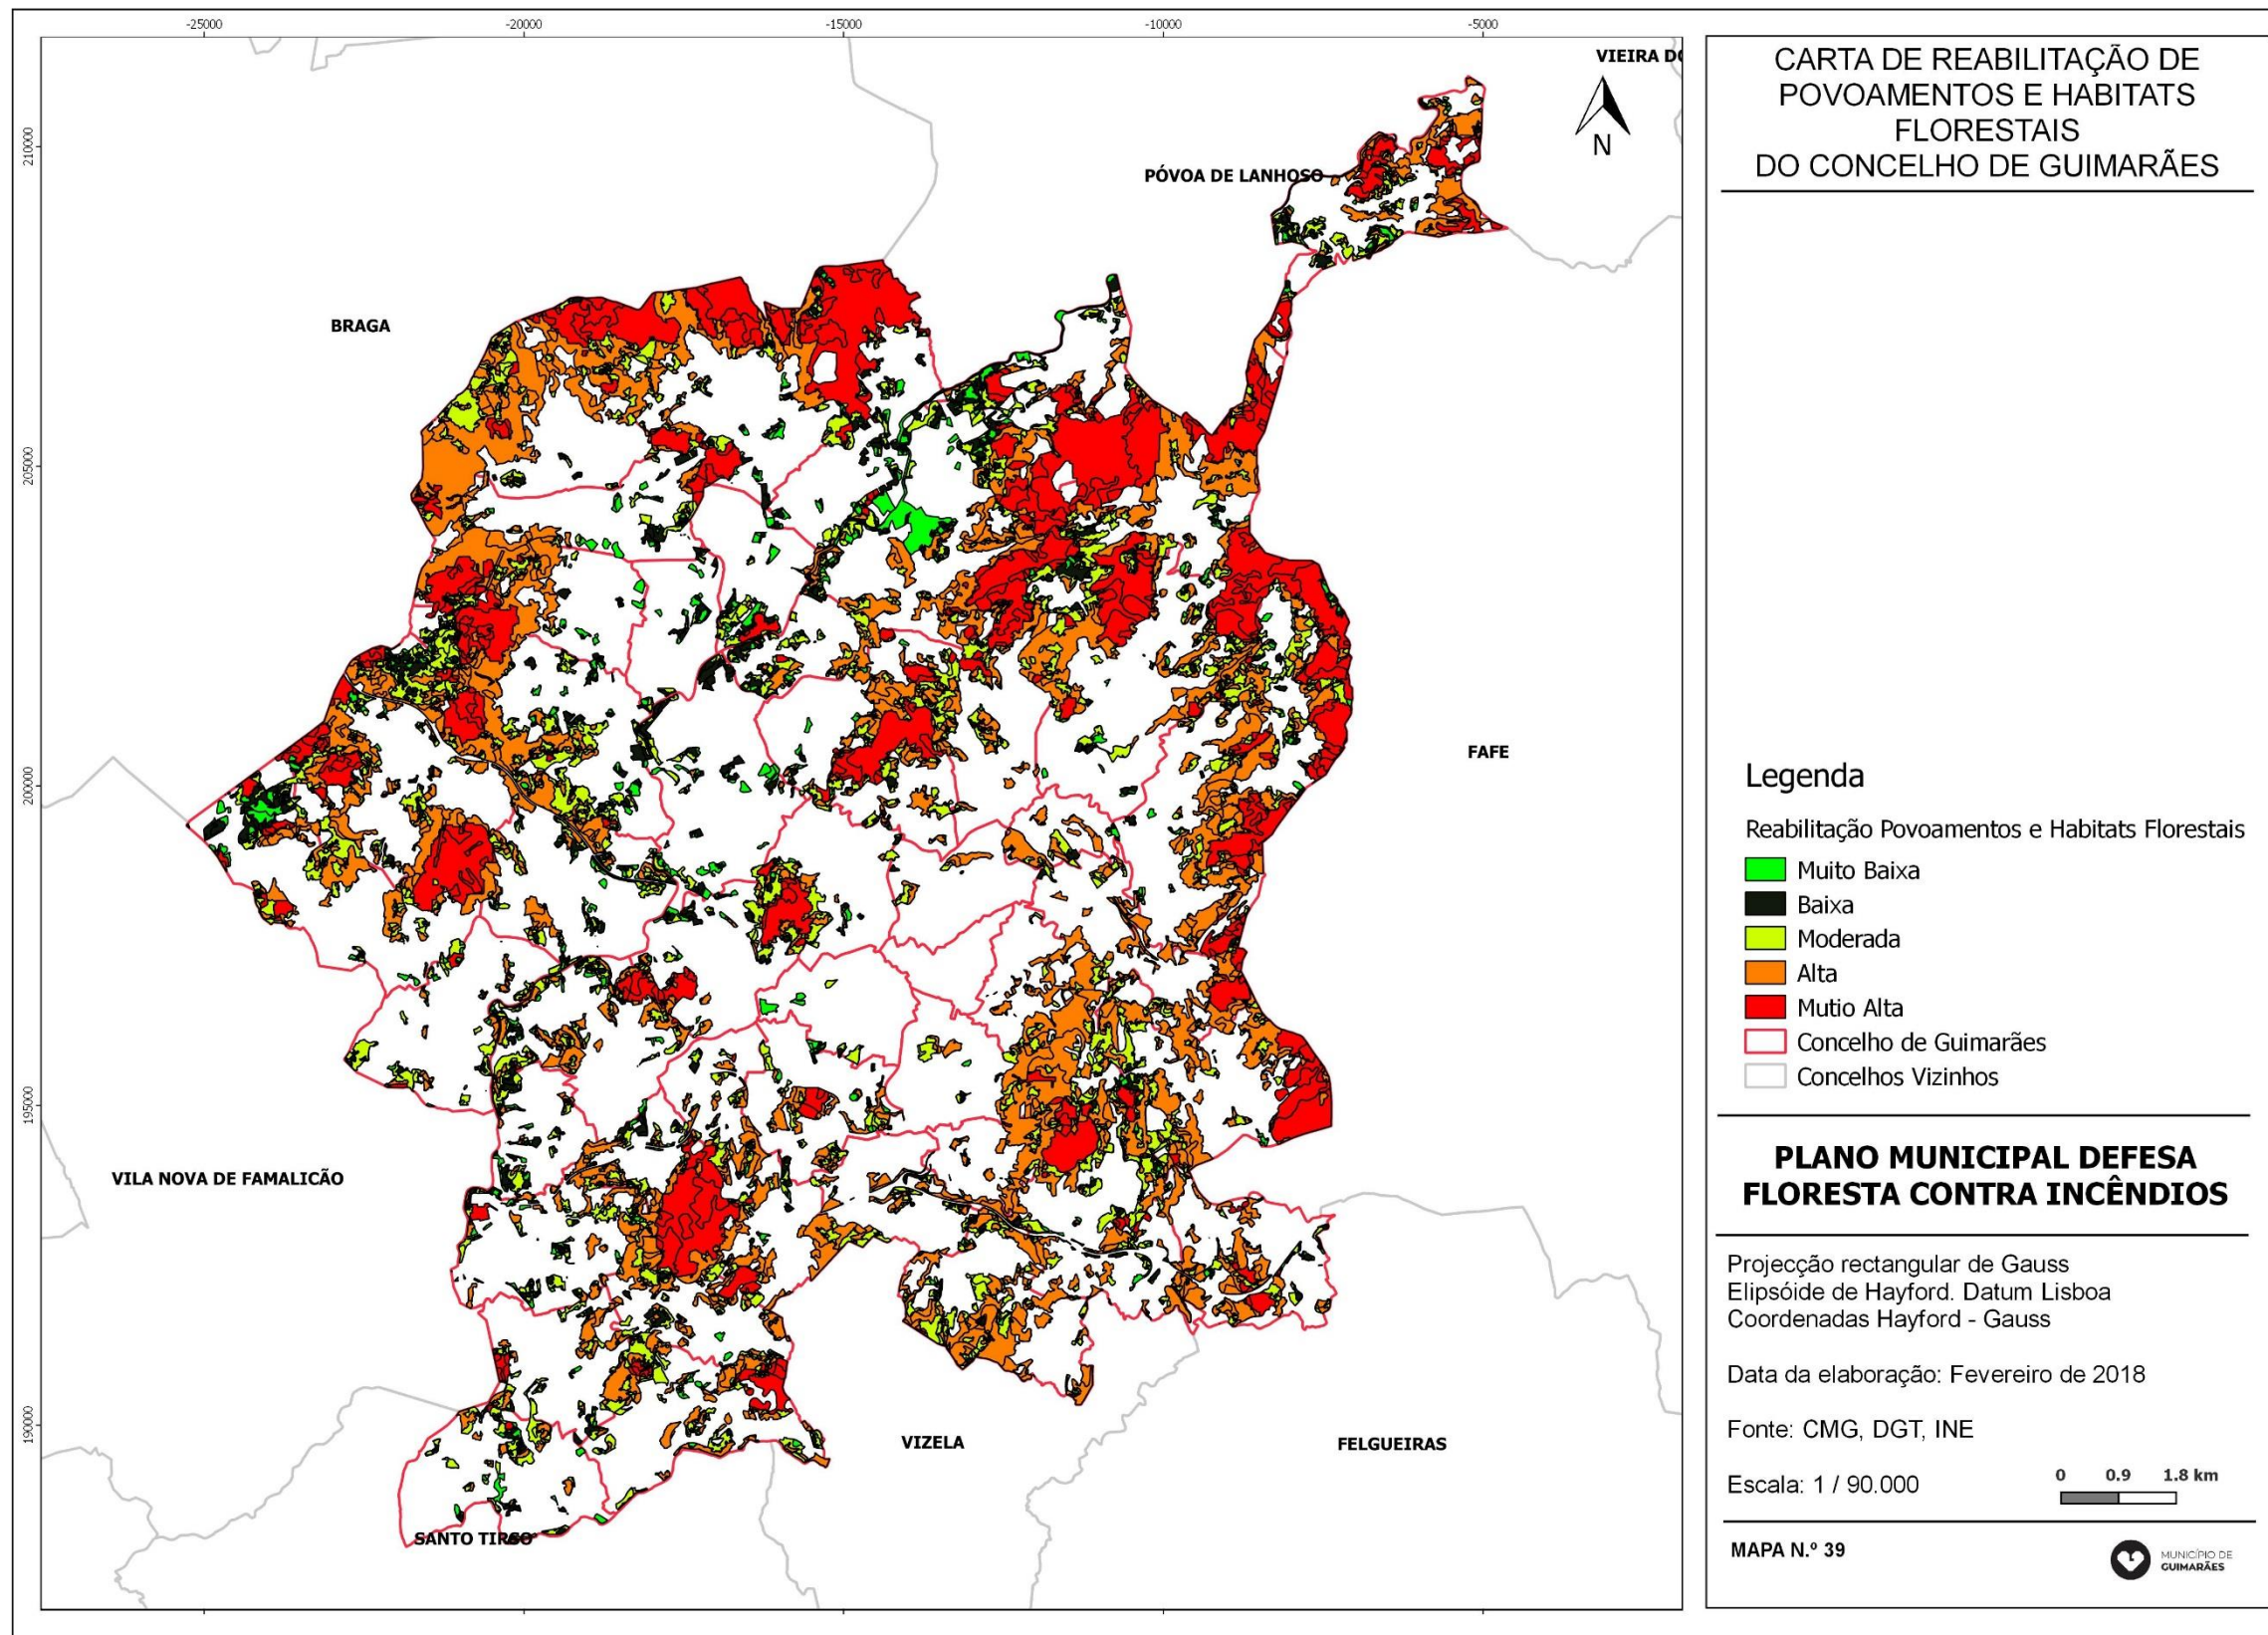 -25000
-20000
-15000
-10000
-5000
210000
205000
200000
195000
190000
VIEIRA DO
N
PÓVOA DE LANHOSO
BRAGA
FAFE
VILA NOVA DE FAMALICÃO
VIZELA
FELGUEIRAS
SANTO TIRSO
CARTA DE REABILITAÇÃO DE
POVOAMENTOS E HABITATS
FLORESTAIS
DO CONCELHO DE GUIMARÃES
Legenda
Reabilitação Povoamentos e Habitats Florestais
Muito Baixa
Baixa
Moderada
Alta
Mutio Alta
Concelho de Guimarães
Concelhos Vizinhos
PLANO MUNICIPAL DEFESA
FLORESTA CONTRA INCÊNDIOS
Projecção rectangular de Gauss
Elipsóide de Hayford. Datum Lisboa
Coordenadas Hayford - Gauss
Data da elaboração: Fevereiro de 2018
Fonte: CMG, DGT, INE
Escala: 1 / 90.000
0 0.9 1.8 km
MAPA N.º 39
MUNICÍPIO DE
GUIMARÃES